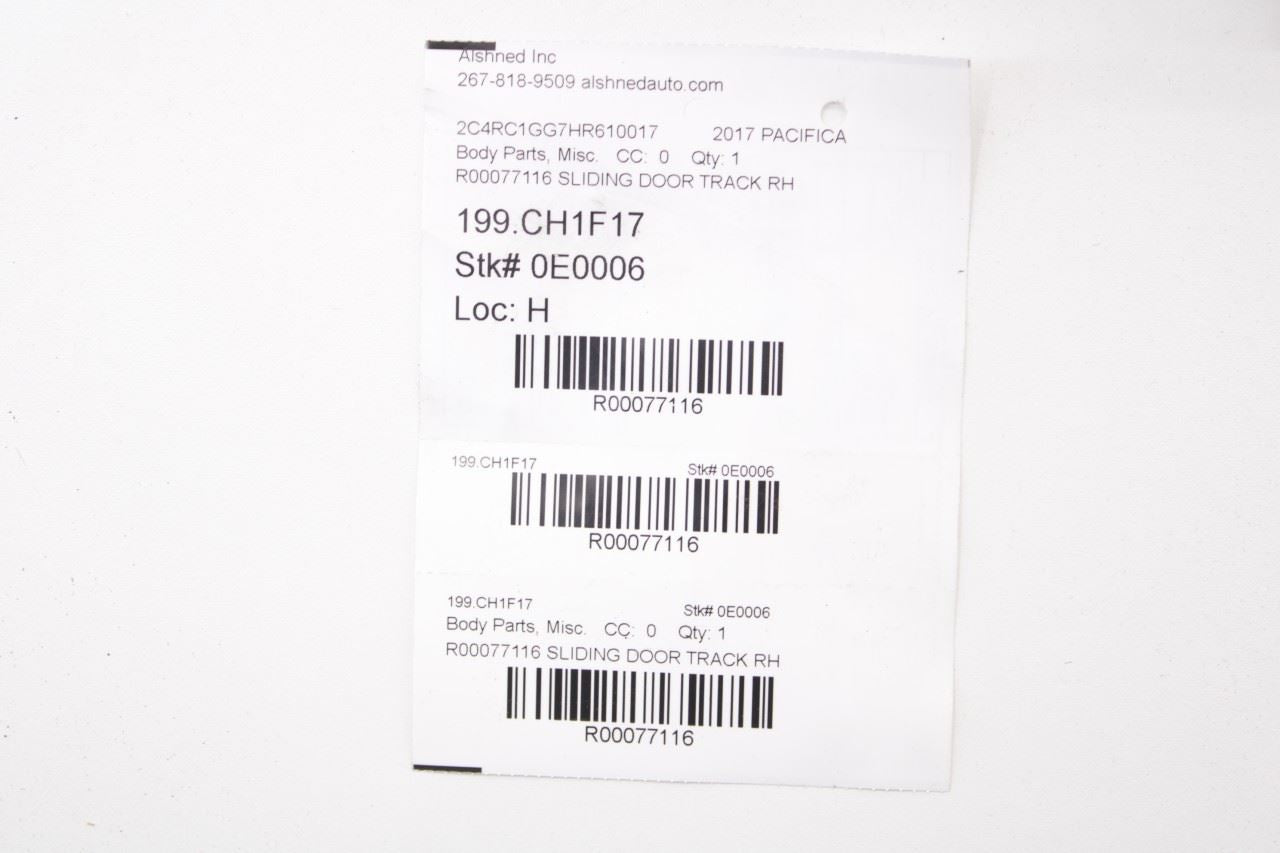 Alshned Inc
267-818-9509 alshnedauto.com
2C4RC1GG7HR610017 2017 PACIFICA
Body Parts, Misc. CC: 0 Qty: 1
R00077116 SLIDING DOOR TRACK RH
199.CH1F17
Stk# 0E0006
Loc: H
R00077116
199.CH1F17 Stk# 0E0006
R00077116
199.CH1F17 Stk# 0E0006
Body Parts, Misc. CC: 0 Qty: 1
R00077116 SLIDING DOOR TRACK RH
R00077116